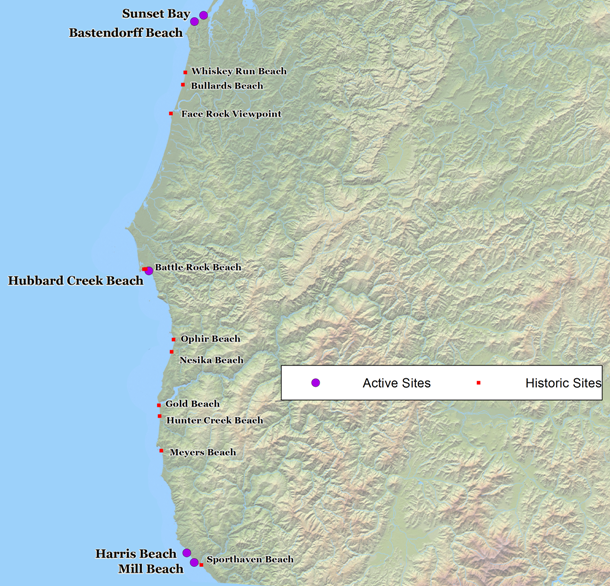 Sunset Bay
Bastendorff Beach
Whiskey Run Beach
Bullards Beach
Face Rock Viewpoint
Battle Rock Beach
Hubbard Creek Beach
Ophir Beach
Nesika Beach
Active Sites
Historic Sites
Gold Beach
Hunter Creek Beach
Meyers Beach
Harris Beach
Sporthaven Beach
Mill Beach